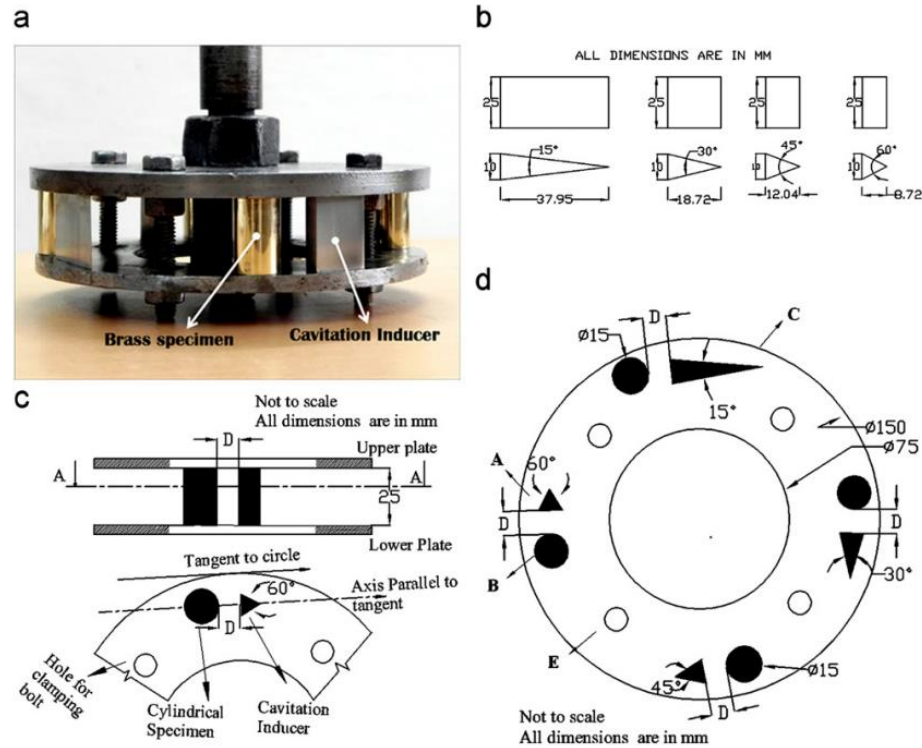 a
Brass specimen
Cavitation Inducer
b
ALL DIMENSIONS ARE IN MM
25
25
25
25
10
15°
37.95
10
30°
18.72
45°
12.04
10
60°
8.72
c
Not to scale
All dimensions are in mm
D
Upper plate
A
A
25
Lower Plate
Tangent to circle
60°
Axis Parallel to
tangent
D
Hole for
clamping
bolt
Cylindrical
Specimen
Cavitation
Inducer
d
D
C
Ø15
15°
Ø150
Ø75
A
60°
D
D
B
30°
E
45°
Ø15
D
Not to scale
All dimensions are in mm